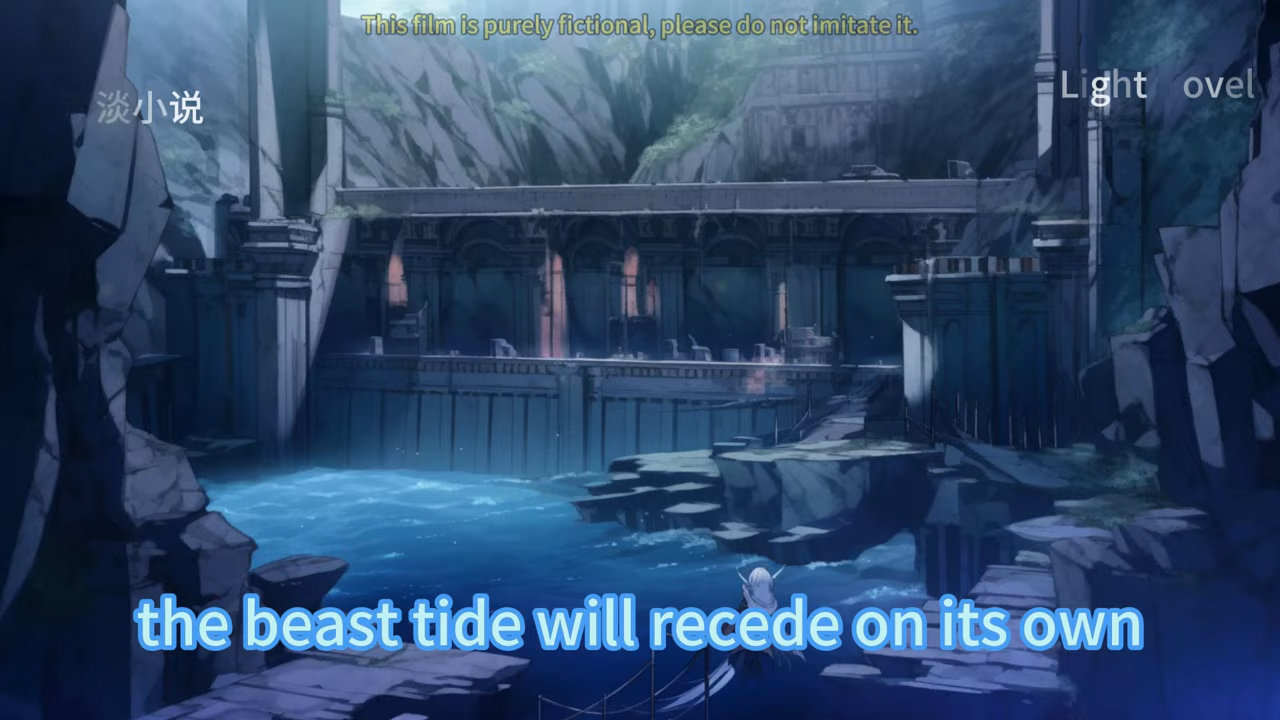 This film is purely fictional, please do not imitate it.
淡小说
Light ovel
the beast tide will recede on its own